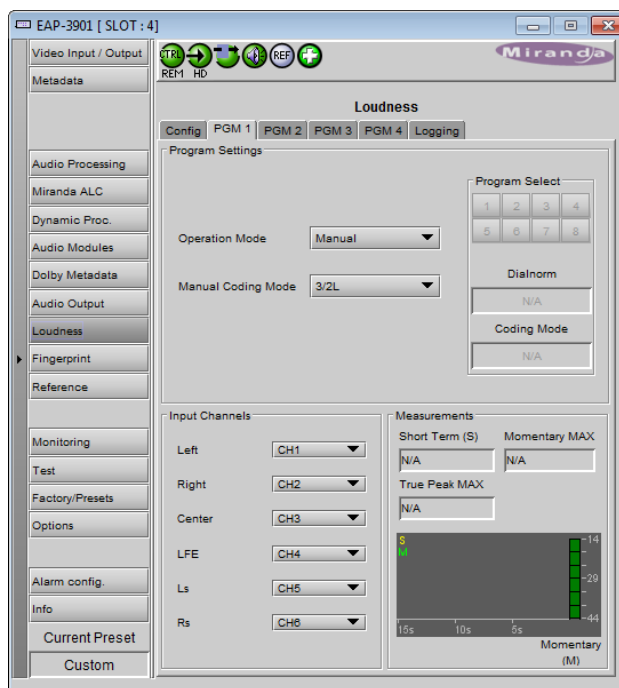 EAP-3901 [ SLOT : 4]
Video Input / Output
Metadata
Audio Processing
Miranda ALC
Dynamic Proc.
Audio Modules
Dolby Metadata
Audio Output
Loudness
Fingerprint
Reference
Monitoring
Test
Factory/Presets
Options
Alarm config.
Info
Current Preset
Custom
CTRL
REF
REM HD
Miranda
Loudness
Config PGM 1 PGM 2 PGM 3 PGM 4 Logging
Program Settings
Operation Mode Manual
Manual Coding Mode 3/2L
Program Select
1 2 3 4
5 6 7 8
Dialnorm
N/A
Coding Mode
N/A
Input Channels
Left CH1
Right CH2
Center CH3
LFE CH4
Ls CH5
Rs CH6
Measurements
Short Term (S) Momentary MAX
N/A N/A
True Peak MAX
N/A
S
M
-14
-29
-44
15s 10s 5s
Momentary
(M)